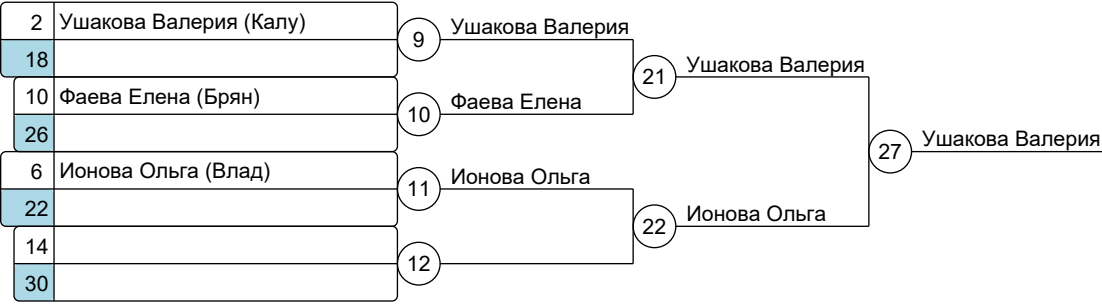 2 Ушакова Валерия (Калу)
18
10 Фаева Елена (Брян)
26
6 Ионова Ольга (Влад)
22
14
30
9 Ушакова Валерия
10 Фаева Елена
11 Ионова Ольга
12
21 Ушакова Валерия
22 Ионова Ольга
27 Ушакова Валерия